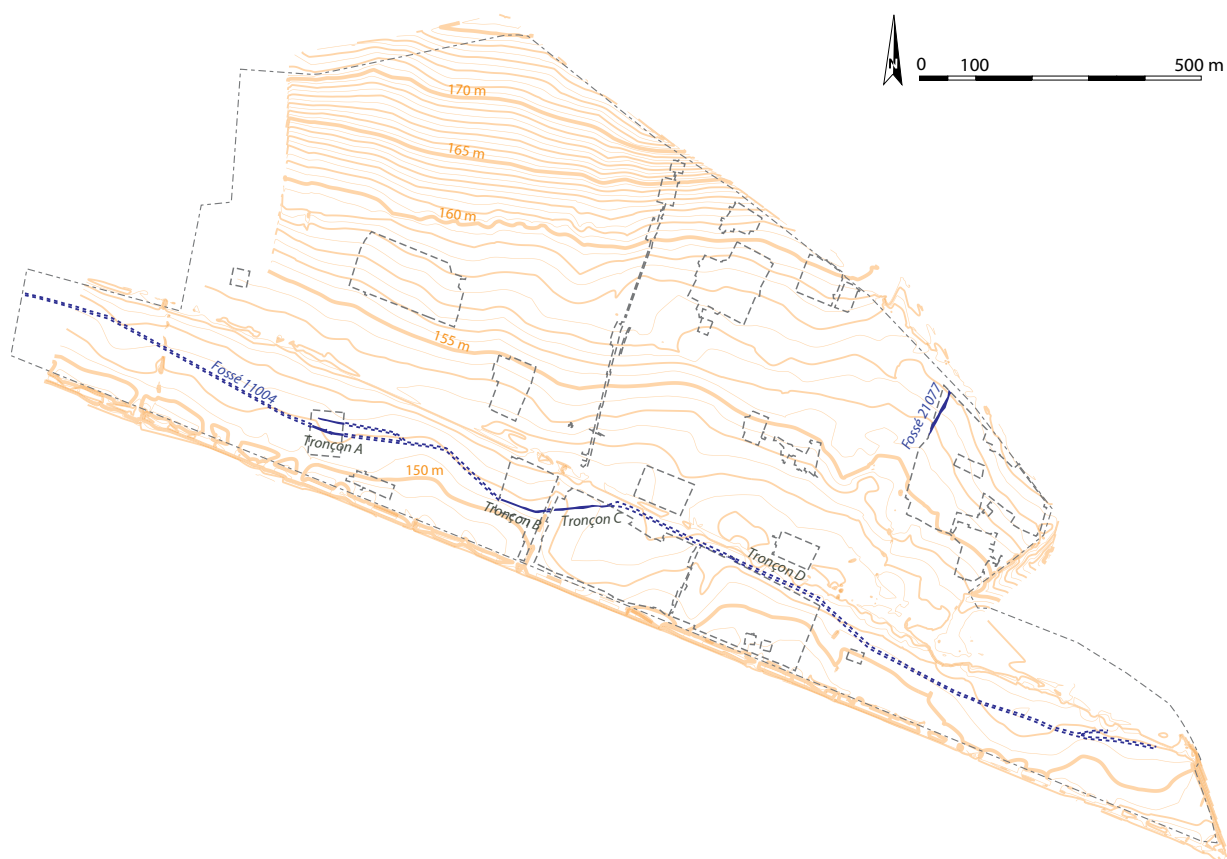 N
0 100 500 m
170 m
165 m
160 m
155 m
Fossé 11004
Fossé 21077
Tronçon A
150 m
Tronçon B
Tronçon C
Tronçon D